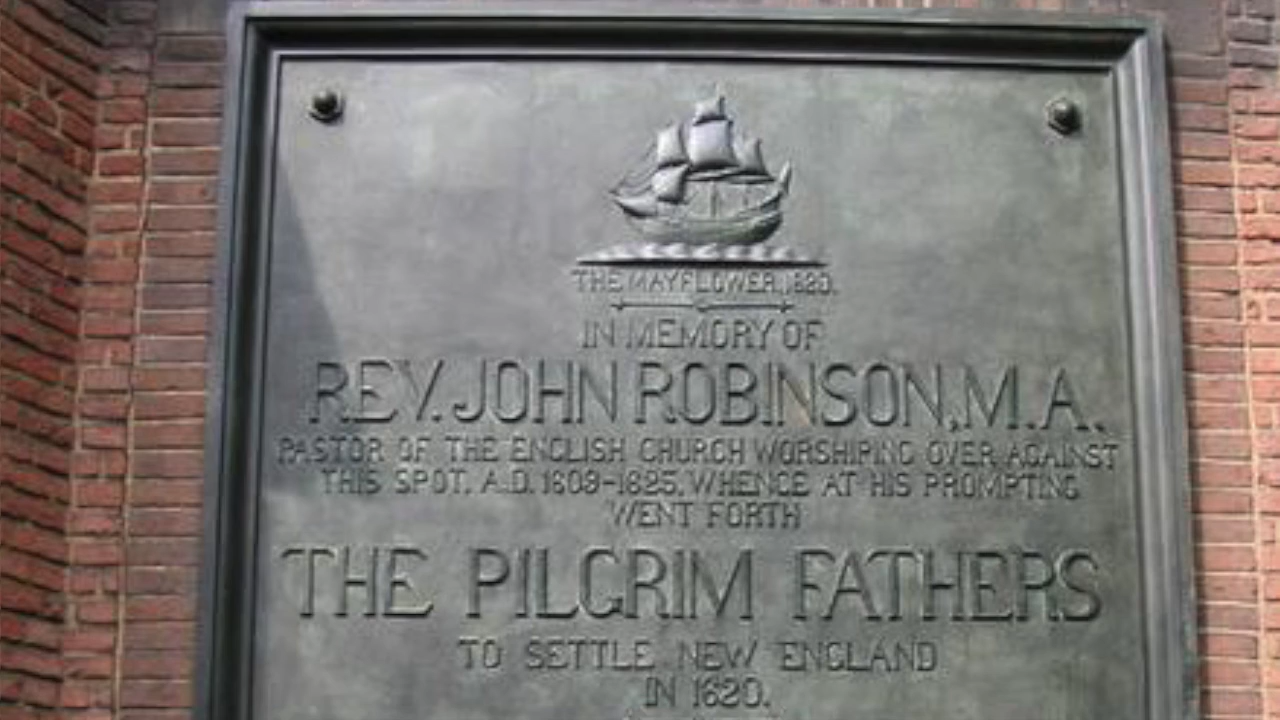 THE MAYFLOWER, 1620.
IN MEMORY OF
REV. JOHN ROBINSON, M.A.
PASTOR OF THE ENGLISH CHURCH WORSHIPING OVER AGAINST
THIS SPOT, A.D. 1609-1625, WHENCE AT HIS PROMPTING
WENT FORTH
THE PILGRIM FATHERS
TO SETTLE NEW ENGLAND
IN 1620.